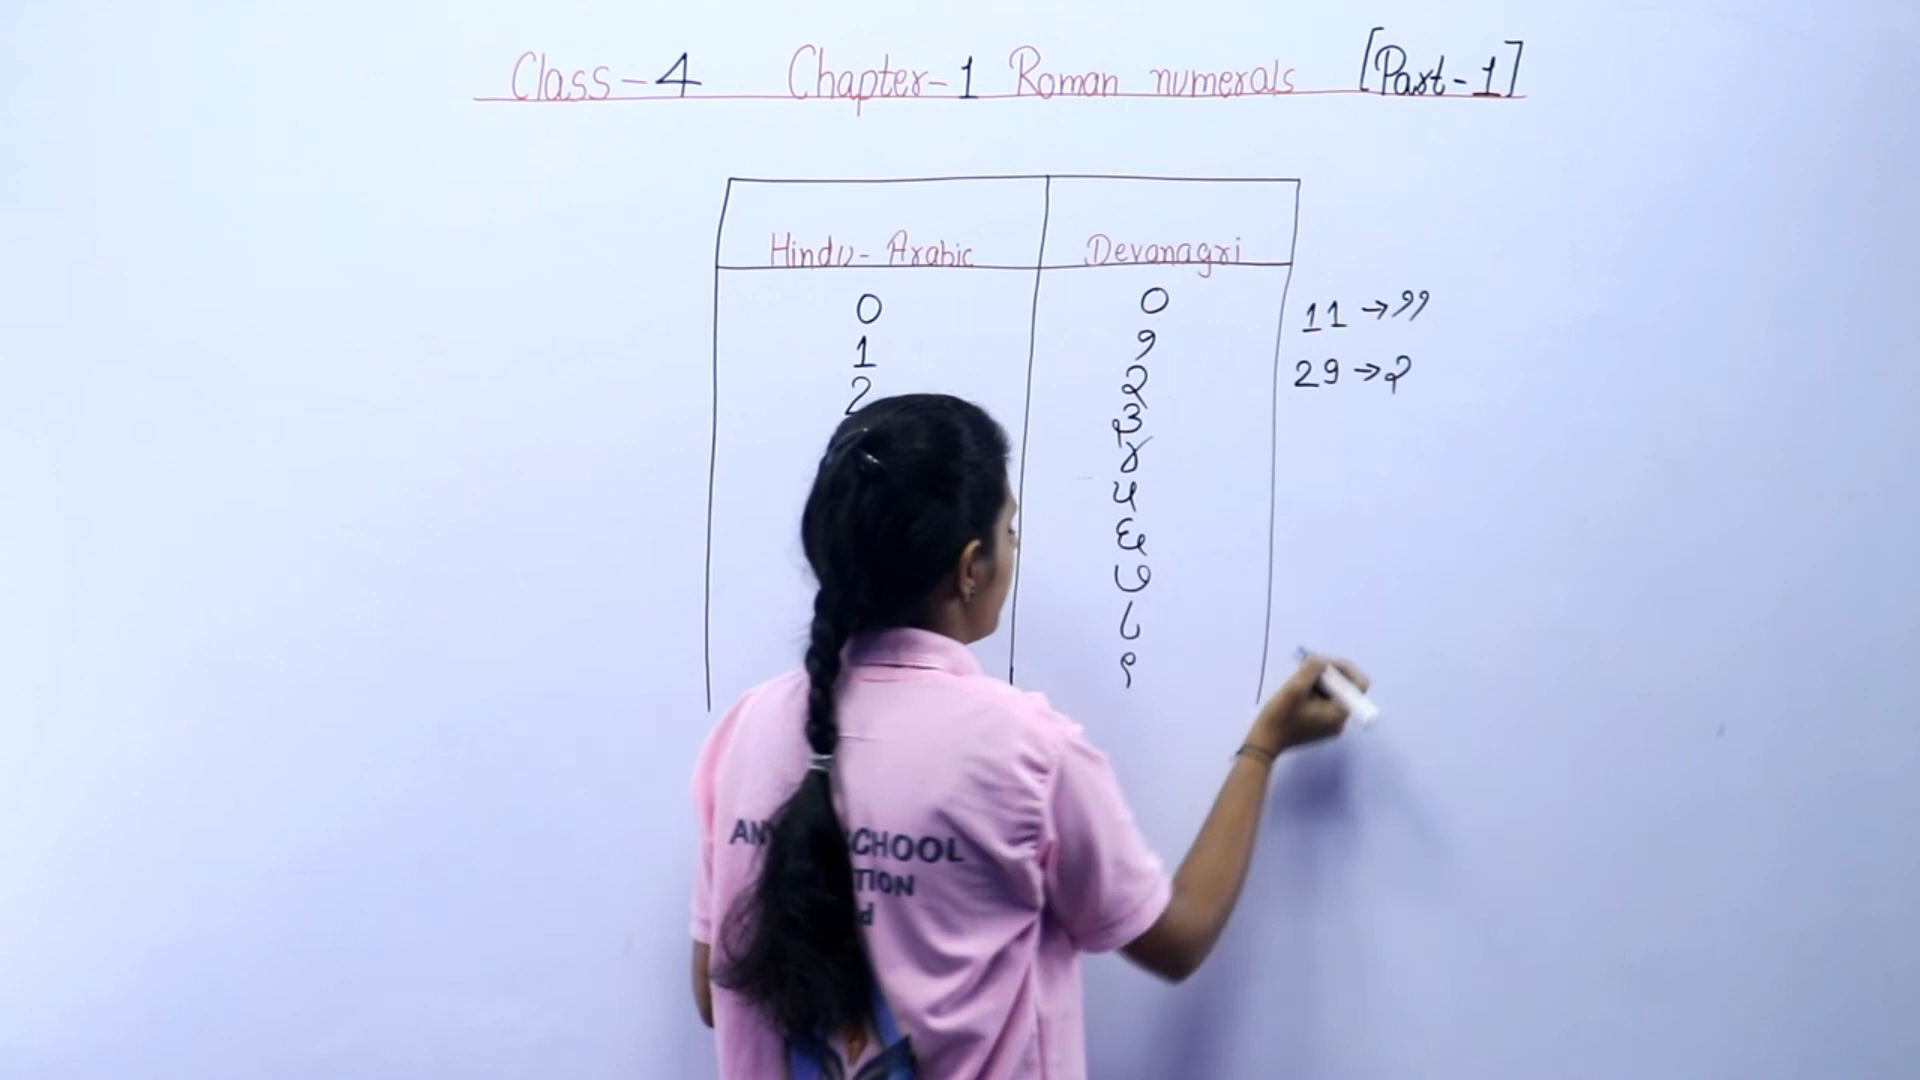 Class-4 Chapter-1 Roman numerals [Part-1]
Hindu-Arabic Devanagri
0 ०
1 १
2 २
३
४
५
६
७
८
९
11 → ११
29 → २
SCHOOL